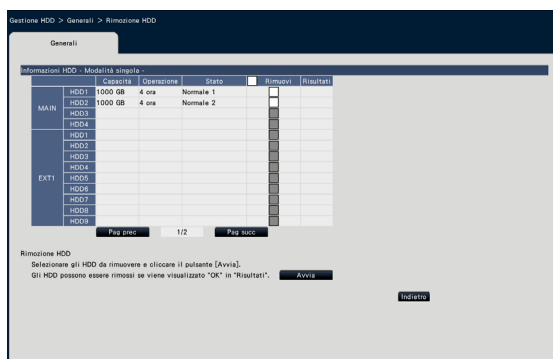 Gestione HDD > Generali > Rimozione HDD
Generali
Informazioni HDD - Modalità singola -
Capacità Operazione Stato Rimuovi Risultati
MAIN
HDD1 1000 GB 4 ora Normale 1
HDD2 1000 GB 4 ora Normale 2
HDD3
HDD4
EXT1
HDD1
HDD2
HDD3
HDD4
HDD5
HDD6
HDD7
HDD8
HDD9
Pag prec 1/2 Pag succ
Rimozione HDD
Selezionare gli HDD da rimuovere e cliccare il pulsante [Avvia].
Gli HDD possono essere rimossi se viene visualizzato "OK" in "Risultati". Avvia
Indietro